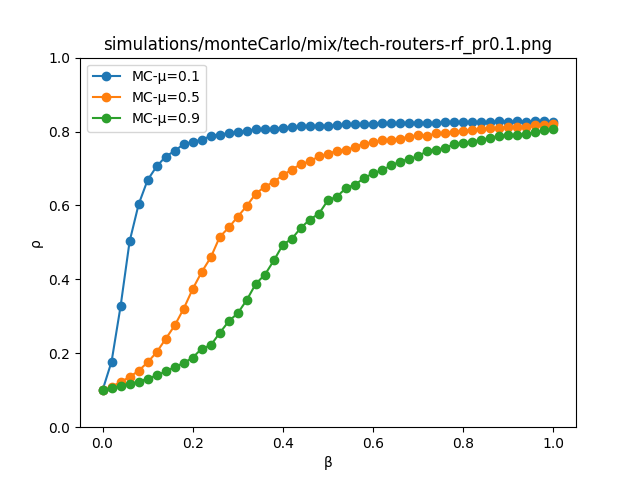 simulations/monteCarlo/mix/tech-routers-rf_pr0.1.png
1.0
MC-μ=0.1
MC-μ=0.5
MC-μ=0.9
0.8
0.6
ρ
0.4
0.2
0.0
0.0 0.2 0.4 0.6 0.8 1.0
β